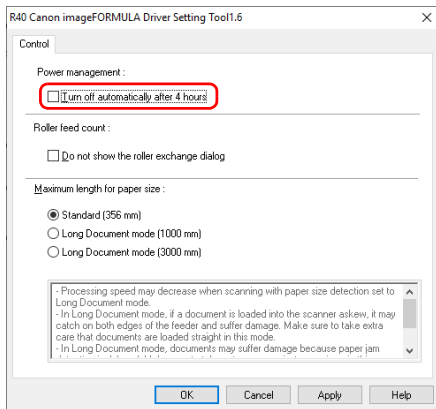 R40 Canon imageFORMULA Driver Setting Tool1.6
Control
Power management :
Turn off automatically after 4 hours
Roller feed count :
Do not show the roller exchange dialog
Maximum length for paper size :
Standard (356 mm)
Long Document mode (1000 mm)
Long Document mode (3000 mm)
- Processing speed may decrease when scanning with paper size detection set to
Long Document mode.
- In Long Document mode, if a document is loaded into the scanner askew, it may
catch on both edges of the feeder and suffer damage. Make sure to take extra
care that documents are loaded straight in this mode.
- In Long Document mode, documents may suffer damage because paper jam
OK
Cancel
Apply
Help